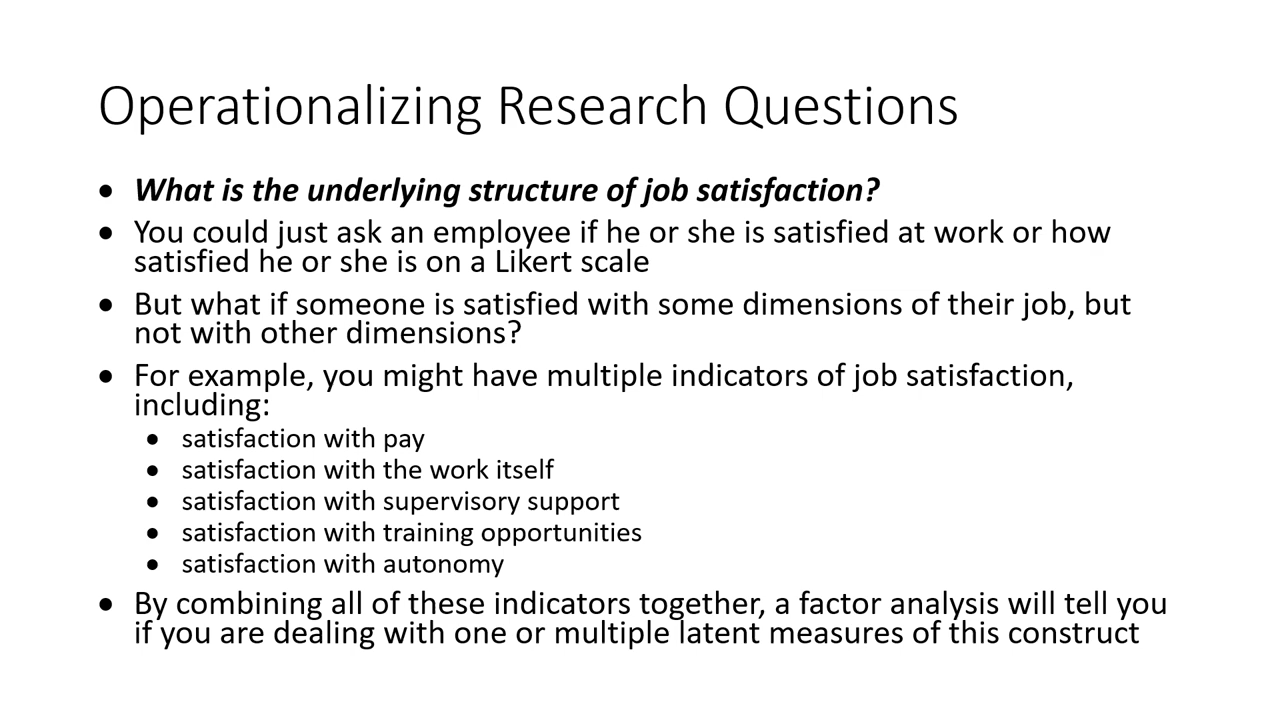 Operationalizing Research Questions
• What is the underlying structure of job satisfaction?
• You could just ask an employee if he or she is satisfied at work or how
satisfied he or she is on a Likert scale
• But what if someone is satisfied with some dimensions of their job, but
not with other dimensions?
• For example, you might have multiple indicators of job satisfaction,
including:
• satisfaction with pay
• satisfaction with the work itself
• satisfaction with supervisory support
• satisfaction with training opportunities
• satisfaction with autonomy
• By combining all of these indicators together, a factor analysis will tell you
if you are dealing with one or multiple latent measures of this construct